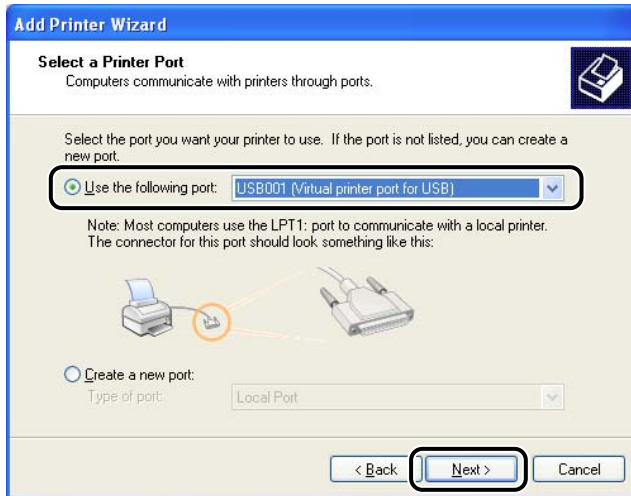 Add Printer Wizard
Select a Printer Port
Computers communicate with printers through ports.
Select the port you want your printer to use. If the port is not listed, you can create a
new port.
Use the following port: USB001 (Virtual printer port for USB)
Note: Most computers use the LPT1: port to communicate with a local printer.
The connector for this port should look something like this:
Create a new port:
Type of port: Local Port
< Back Next > Cancel